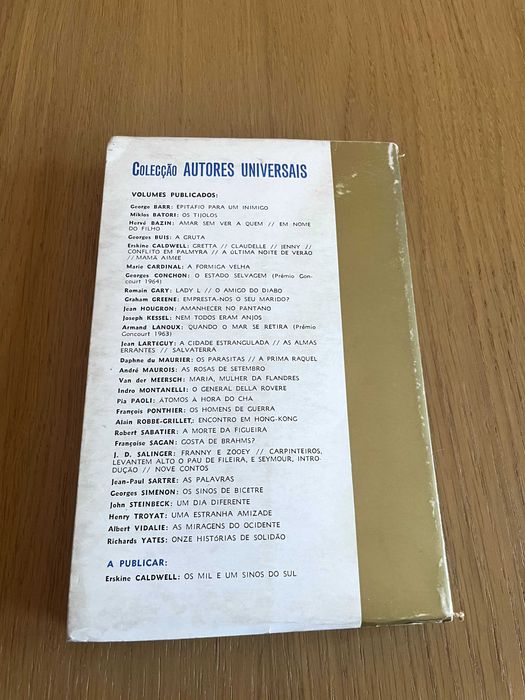 COLECÇÃO AUTORES UNIVERSAIS
VOLUMES PUBLICADOS:
George BARR: EPITAFIO PARA UM INIMIGO
Miklos BATORI: OS TIJOLOS
Hervé BAZIN: AMAR SEM VER A QUEM // EM NOME
DO FILHO
Georges BUIS: A GRUTA
Erskine CALDWELL: GRETTA // CLAUDELLE // JENNY //
CONFLITO EM PALMYRA // A ÚLTIMA NOITE DE VERÃO
// MAMÃ AIMÉE
Marie CARDINAL: A FORMIGA VELHA
Georges CONCHON: O ESTADO SELVAGEM (Prémio Gon-
court 1964)
Romain GARY: LADY L // O AMIGO DO DIABO
Graham GREENE: EMPRESTA-NOS O SEU MARIDO?
Jean HOUGRON: AMANHECER NO PANTANO
Joseph KESSEL: NEM TODOS ERAM ANJOS
Armand LANOUX: QUANDO O MAR SE RETIRA (Prémio
Goncourt 1963)
Jean LARTEGUY: A CIDADE ESTRANGULADA // AS ALMAS
ERRANTES // SALVATERRA
Daphne du MAURIER: OS PARASITAS // A PRIMA RAQUEL
André MAUROIS: AS ROSAS DE SETEMBRO
Van der MEERSCH: MARIA, MULHER DA FLANDRES
Indro MONTANELLI: O GENERAL DELLA ROVERE
Pia PAOLI: ÁTOMOS À HORA DO CHÁ
François PONTHIER: OS HOMENS DE GUERRA
Alain ROBBE-GRILLET: ENCONTRO EM HONG-KONG
Robert SABATIER: A MORTE DA FIGUEIRA
Françoise SAGAN: GOSTA DE BRAHMS?
J. D. SALINGER: FRANNY E ZOOEY // CARPINTEIROS,
LEVANTEM ALTO O PAU DE FILEIRA, E SEYMOUR, INTRO-
DUÇÃO // NOVE CONTOS
Jean-Paul SARTRE: AS PALAVRAS
Georges SIMENON: OS SINOS DE BICÊTRE
John STEINBECK: UM DIA DIFERENTE
Henry TROYAT: UMA ESTRANHA AMIZADE
Albert VIDALIE: AS MIRAGENS DO OCIDENTE
Richards YATES: ONZE HISTÓRIAS DE SOLIDÃO
A PUBLICAR:
Erskine CALDWELL: OS MIL E UM SINOS DO SUL